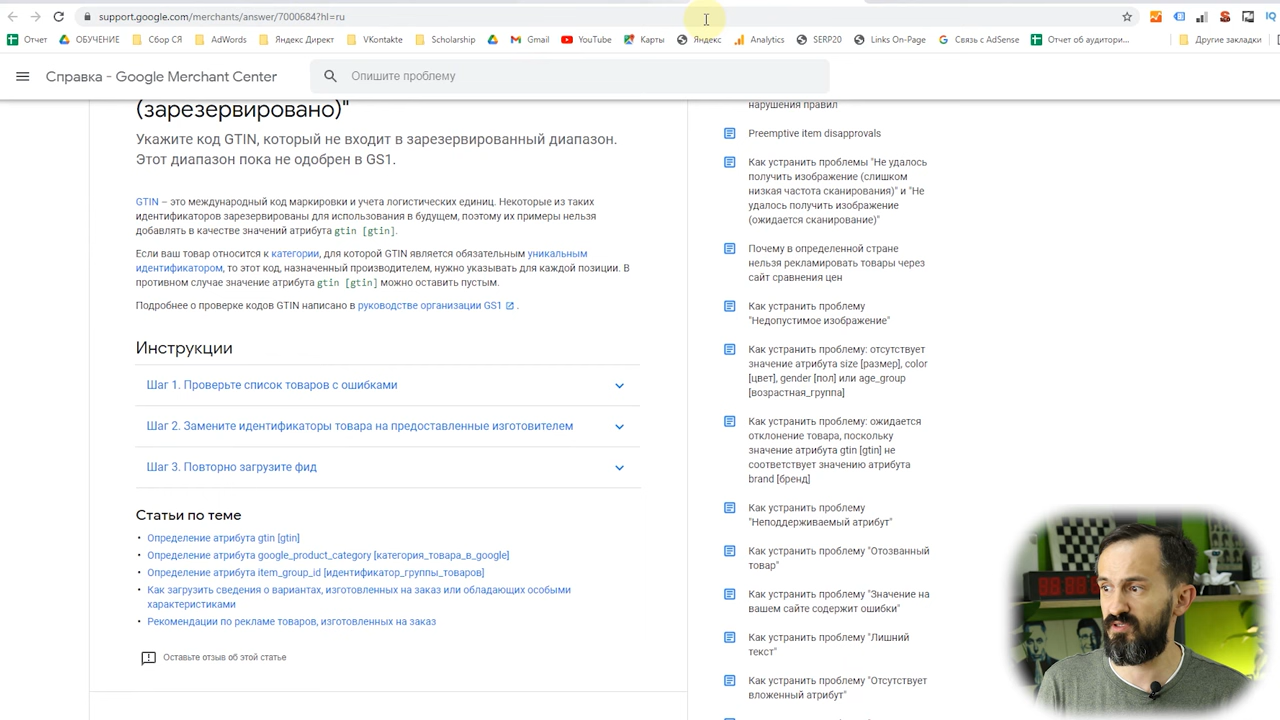 support.google.com/merchants/answer/7000684?hl=ru
Отчет
ОБУЧЕНИЕ
Сбор СЯ
AdWords
Яндекс Директ
VKontakte
Scholarship
Gmail
YouTube
Карты
Яндекс
Analytics
SERP20
Links On-Page
Связь с AdSense
Отчет об аудитори...
Другие закладки
Справка - Google Merchant Center
Опишите проблему
(зарезервировано)"
Укажите код GTIN, который не входит в зарезервированный диапазон.
Этот диапазон пока не одобрен в GS1.
GTIN – это международный код маркировки и учета логистических единиц. Некоторые из таких
идентификаторов зарезервированы для использования в будущем, поэтому их примеры нельзя
добавлять в качестве значений атрибута gtin [gtin].
Если ваш товар относится к категории, для которой GTIN является обязательным уникальным
идентификатором, то этот код, назначенный производителем, нужно указывать для каждой позиции. В
противном случае значение атрибута gtin [gtin] можно оставить пустым.
Подробнее о проверке кодов GTIN написано в руководстве организации GS1 .
Инструкции
Шаг 1. Проверьте список товаров с ошибками
Шаг 2. Замените идентификаторы товара на предоставленные изготовителем
Шаг 3. Повторно загрузите фид
Статьи по теме
• Определение атрибута gtin [gtin]
• Определение атрибута google_product_category [категория_товара_в_google]
• Определение атрибута item_group_id [идентификатор_группы_товаров]
• Как загрузить сведения о вариантах, изготовленных на заказ или обладающих особыми
характеристиками
• Рекомендации по рекламе товаров, изготовленных на заказ
Оставьте отзыв об этой статье
нарушения правил
Preemptive item disapprovals
Как устранить проблемы "Не удалось
получить изображение (слишком
низкая частота сканирования)" и "Не
удалось получить изображение
(ожидается сканирование)"
Почему в определенной стране
нельзя рекламировать товары через
сайт сравнения цен
Как устранить проблему
"Недопустимое изображение"
Как устранить проблему: отсутствует
значение атрибута size [размер], color
[цвет], gender [пол] или age_group
[возрастная_группа]
Как устранить проблему: ожидается
отклонение товара, поскольку
значение атрибута gtin [gtin] не
соответствует значению атрибута
brand [бренд]
Как устранить проблему
"Неподдерживаемый атрибут"
Как устранить проблему "Отозванный
товар"
Как устранить проблему "Значение на
вашем сайте содержит ошибки"
Как устранить проблему "Лишний
текст"
Как устранить проблему "Отсутствует
вложенный атрибут"